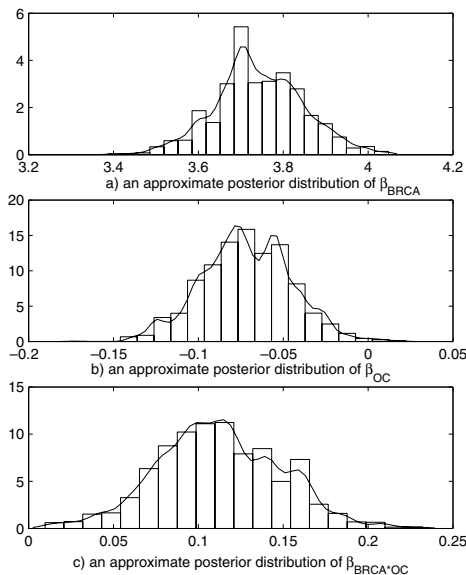 6
4
2
0
3.2 3.4 3.6 3.8 4 4.2
a) an approximate posterior distribution of βBRCA
20
15
10
5
0
−0.2 −0.15 −0.1 −0.05 0 0.05
b) an approximate posterior distribution of βOC
15
10
5
0
0 0.05 0.1 0.15 0.2 0.25
c) an approximate posterior distribution of βBRCA*OC